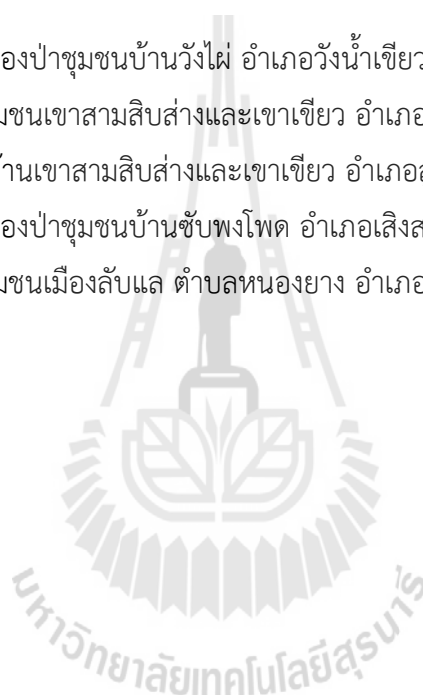 องป่าชุมชนบ้านวังไผ่ อำเภอวังน้ำเขียว
มชนเขาสามสิบส่างและเขาเขียว อำเภอ
้านเขาสามสิบส่างและเขาเขียว อำเภอ
องป่าชุมชนบ้านซับพงโพด อำเภอเสิงส
มชนเมืองลับแล ตำบลหนองยาง อำเภอ
มหาวิทยาลัยเทคโนโลยีสุรนารี